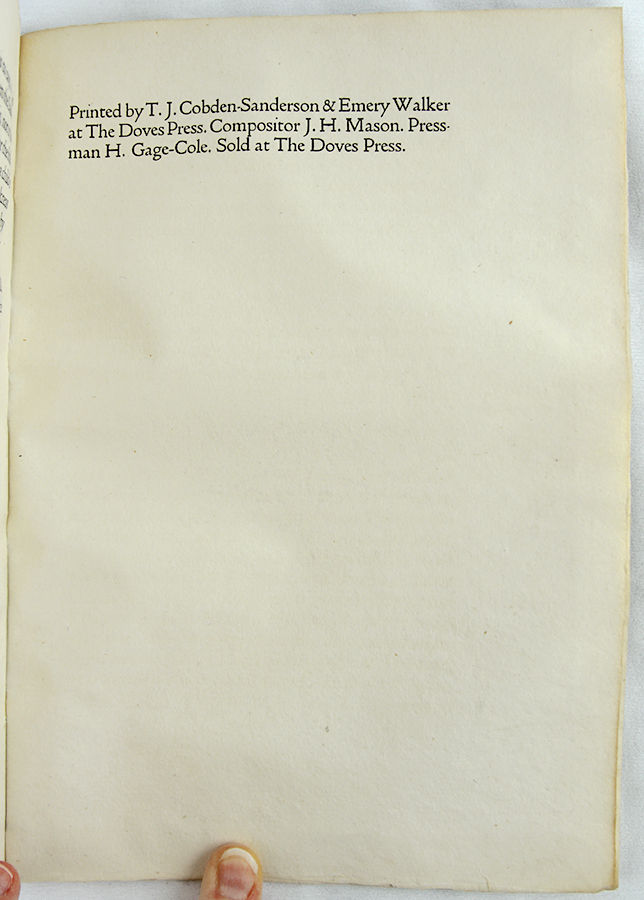 Printed by T. J. Cobden-Sanderson & Emery Walker
at The Doves Press. Compositor J. H. Mason. Press-
man H. Gage-Cole. Sold at The Doves Press.